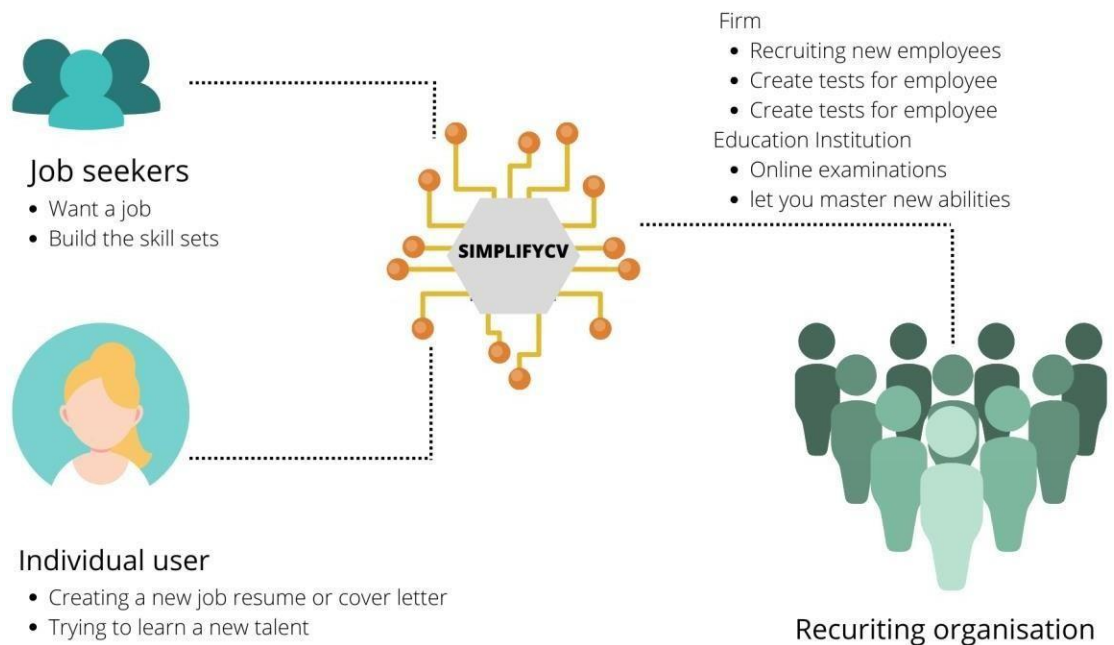 Job seekers
• Want a job
• Build the skill sets
Individual user
• Creating a new job resume or cover letter
• Trying to learn a new talent
SIMPLIFYCV
Firm
• Recruiting new employees
• Create tests for employee
• Create tests for employee
Education Institution
• Online examinations
• let you master new abilities
Recuriting organisation